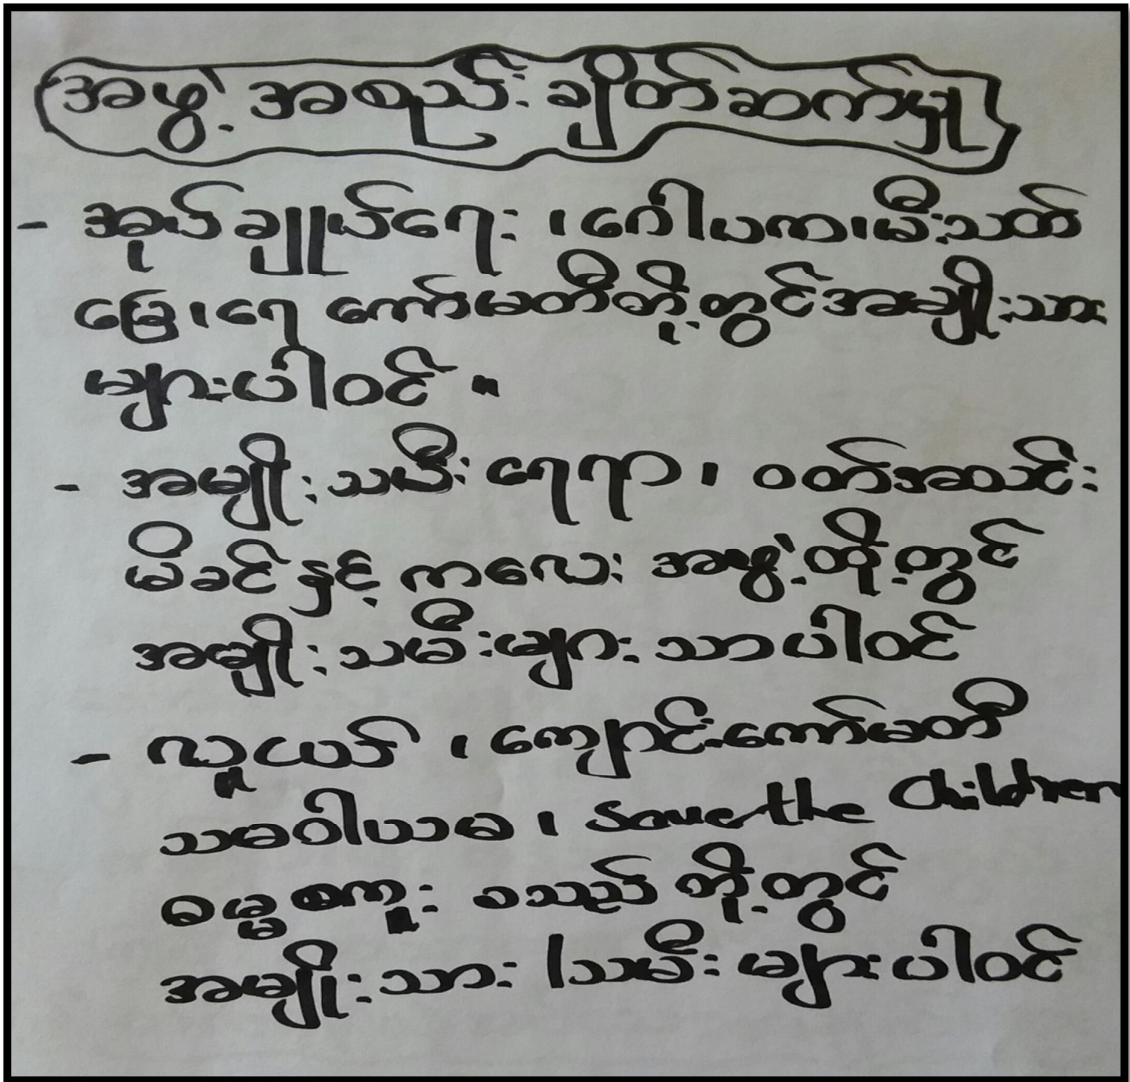 အဖွဲ့ အစည်း ချိတ်ဆက်မှု
- အုပ်ချုပ်ရေး ၊ ဂေါပက၊ မီးသတ်
မြေ၊ရေ ကော်မတီတို့တွင်အမျိုးသား
များပါဝင် ။
- အမျိုးသမီးရေးရာ ၊ ဝတ်အသင်း
မိခင်နှင့် ကလေး အဖွဲ့တို့တွင်
အမျိုးသမီးများ သာပါဝင်
- လူငယ် ၊ ကျောင်းကော်မတီ
သမဝါယမ ၊ Save the Children
ဓမ္မစကူး စသည် တို့တွင်
အမျိုးသား /သမီး များပါဝင်